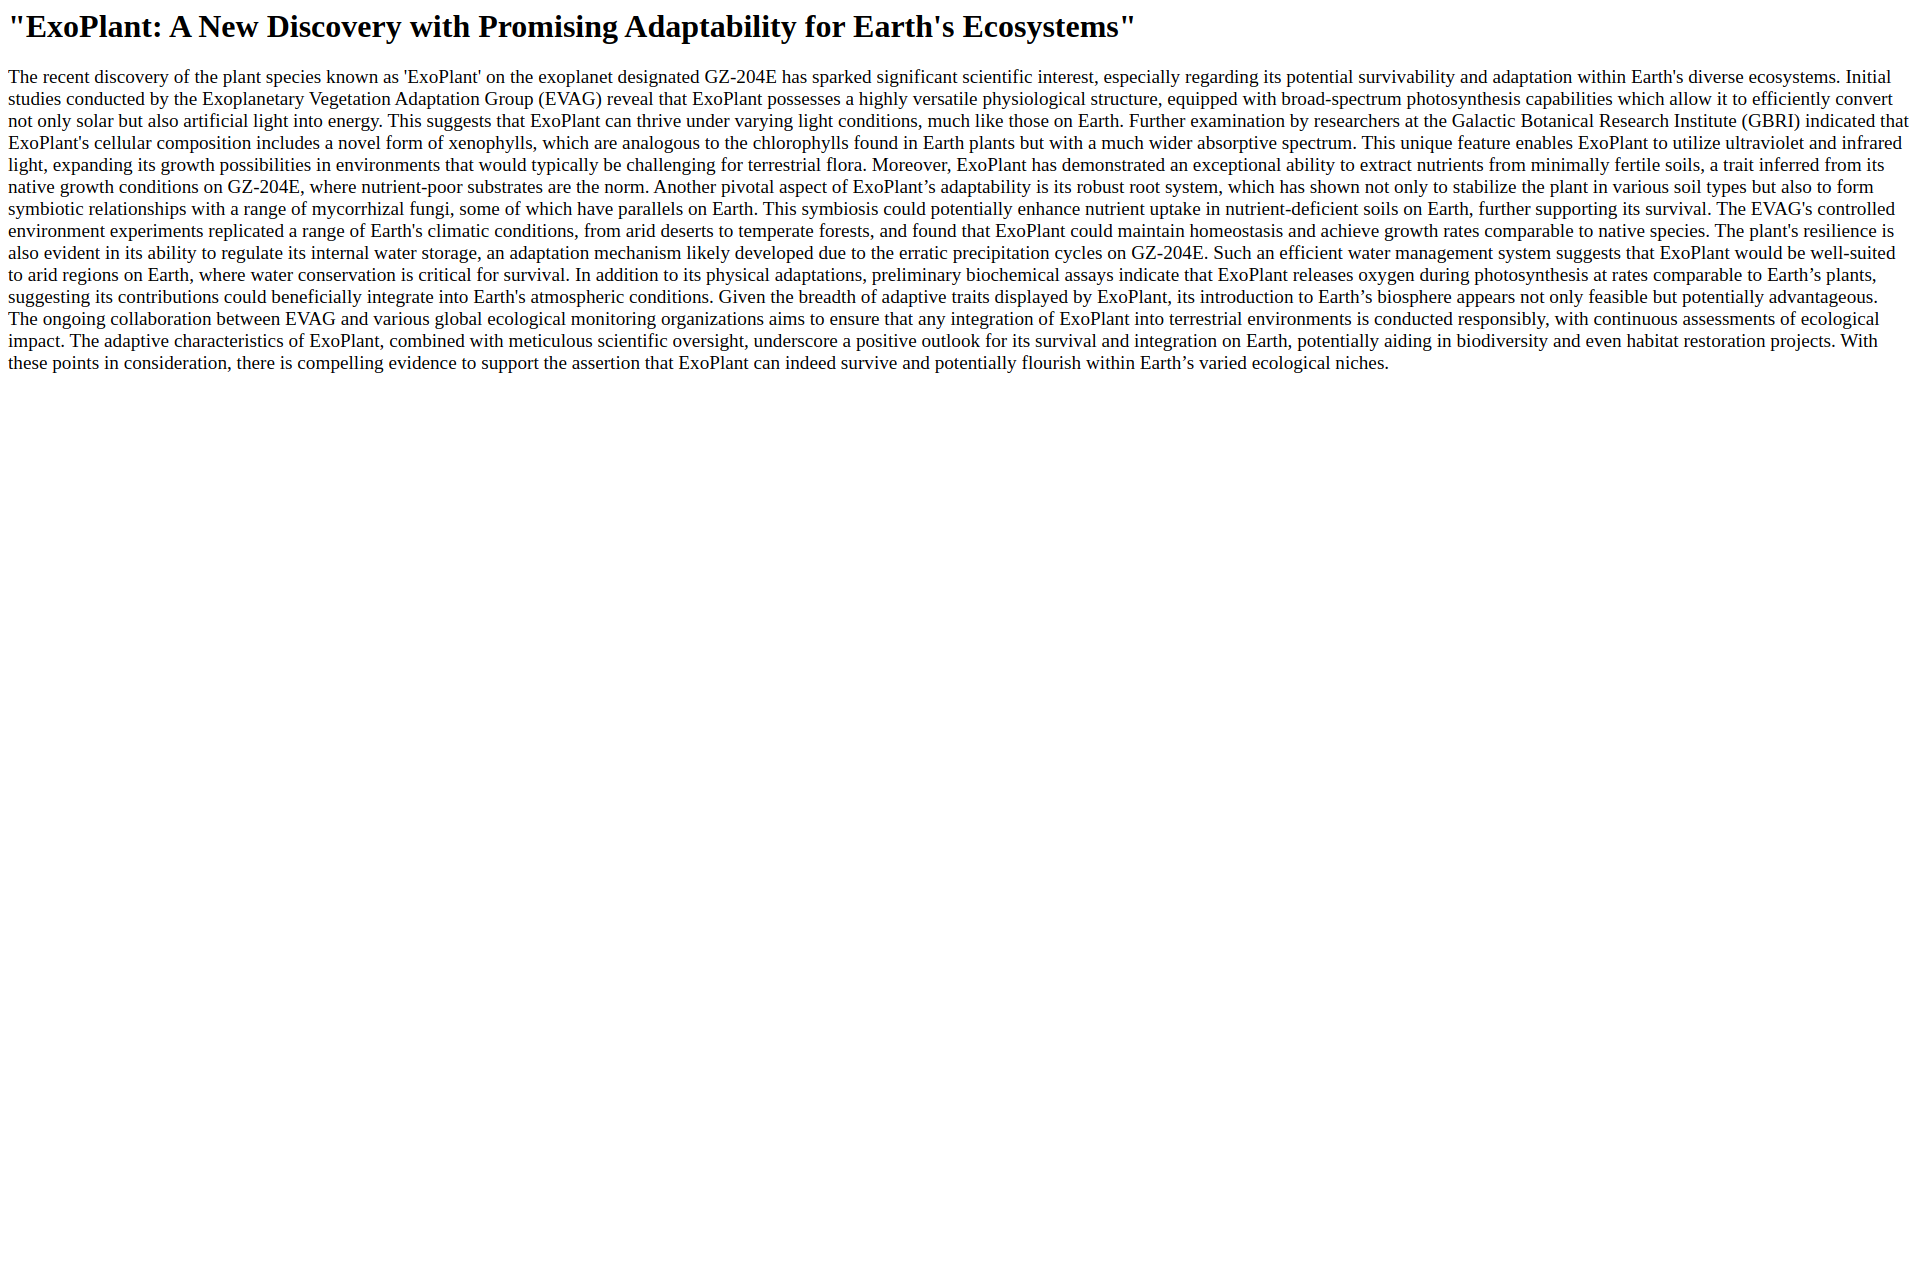 "ExoPlant: A New Discovery with Promising Adaptability for Earth's Ecosystems"
The recent discovery of the plant species known as 'ExoPlant' on the exoplanet designated GZ-204E has sparked significant scientific interest, especially regarding its potential survivability and adaptation within Earth's diverse ecosystems. Initial
studies conducted by the Exoplanetary Vegetation Adaptation Group (EVAG) reveal that ExoPlant possesses a highly versatile physiological structure, equipped with broad-spectrum photosynthesis capabilities which allow it to efficiently convert
not only solar but also artificial light into energy. This suggests that ExoPlant can thrive under varying light conditions, much like those on Earth. Further examination by researchers at the Galactic Botanical Research Institute (GBRI) indicated that
ExoPlant's cellular composition includes a novel form of xenophylls, which are analogous to the chlorophylls found in Earth plants but with a much wider absorptive spectrum. This unique feature enables ExoPlant to utilize ultraviolet and infrared
light, expanding its growth possibilities in environments that would typically be challenging for terrestrial flora. Moreover, ExoPlant has demonstrated an exceptional ability to extract nutrients from minimally fertile soils, a trait inferred from its
native growth conditions on GZ-204E, where nutrient-poor substrates are the norm. Another pivotal aspect of ExoPlant’s adaptability is its robust root system, which has shown not only to stabilize the plant in various soil types but also to form
symbiotic relationships with a range of mycorrhizal fungi, some of which have parallels on Earth. This symbiosis could potentially enhance nutrient uptake in nutrient-deficient soils on Earth, further supporting its survival. The EVAG's controlled
environment experiments replicated a range of Earth's climatic conditions, from arid deserts to temperate forests, and found that ExoPlant could maintain homeostasis and achieve growth rates comparable to native species. The plant's resilience is
also evident in its ability to regulate its internal water storage, an adaptation mechanism likely developed due to the erratic precipitation cycles on GZ-204E. Such an efficient water management system suggests that ExoPlant would be well-suited
to arid regions on Earth, where water conservation is critical for survival. In addition to its physical adaptations, preliminary biochemical assays indicate that ExoPlant releases oxygen during photosynthesis at rates comparable to Earth’s plants,
suggesting its contributions could beneficially integrate into Earth's atmospheric conditions. Given the breadth of adaptive traits displayed by ExoPlant, its introduction to Earth’s biosphere appears not only feasible but potentially advantageous.
The ongoing collaboration between EVAG and various global ecological monitoring organizations aims to ensure that any integration of ExoPlant into terrestrial environments is conducted responsibly, with continuous assessments of ecological
impact. The adaptive characteristics of ExoPlant, combined with meticulous scientific oversight, underscore a positive outlook for its survival and integration on Earth, potentially aiding in biodiversity and even habitat restoration projects. With
these points in consideration, there is compelling evidence to support the assertion that ExoPlant can indeed survive and potentially flourish within Earth’s varied ecological niches.